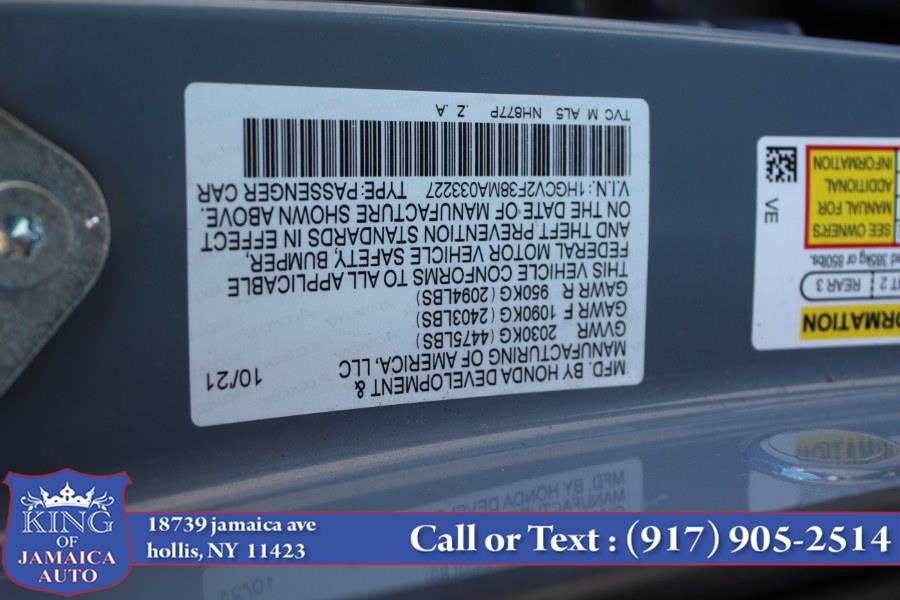 MFD. BY HONDA DEVELOPMENT &
MANUFACTURING OF AMERICA, LLC 10/21
GVWR 2030KG (4475LBS)
GAWR F 1090KG (2403LBS)
GAWR R 950KG (2094LBS)
THIS VEHICLE CONFORMS TO ALL APPLICABLE
FEDERAL MOTOR VEHICLE SAFETY, BUMPER,
AND THEFT PREVENTION STANDARDS IN EFFECT
ON THE DATE OF MANUFACTURE SHOWN ABOVE.
V.I.N.: 1HGCV2F38MA033227 TYPE: PASSENGER CAR
TVC M AL5 NH877P .Z .A
REAR 3
385kg or 850lbs.
SEE OWNER'S
MANUAL FOR
ADDITIONAL
INFORMATION
VE
KING
OF
JAMAICA
AUTO
18739 jamaica ave
hollis, NY 11423
Call or Text : (917) 905-2514